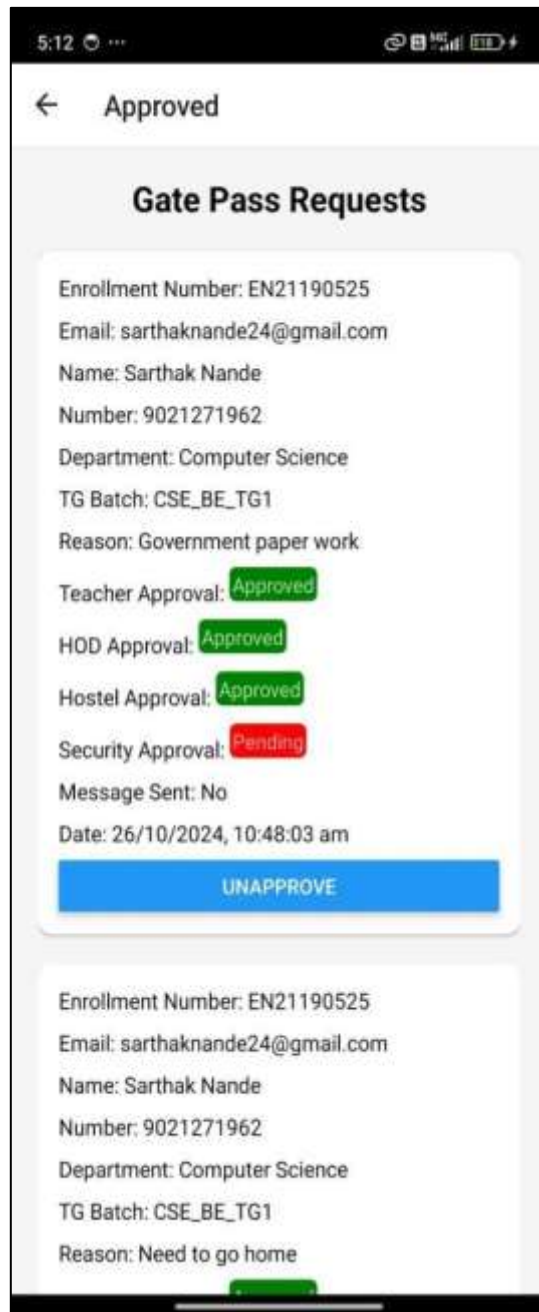 5:12
Approved
Gate Pass Requests
Enrollment Number: EN21190525
Email: sarthaknande24@gmail.com
Name: Sarthak Nande
Number: 9021271962
Department: Computer Science
TG Batch: CSE_BE_TG1
Reason: Government paper work
Teacher Approval: Approved
HOD Approval: Approved
Hostel Approval: Approved
Security Approval: Pending
Message Sent: No
Date: 26/10/2024, 10:48:03 am
UNAPPROVE
Enrollment Number: EN21190525
Email: sarthaknande24@gmail.com
Name: Sarthak Nande
Number: 9021271962
Department: Computer Science
TG Batch: CSE_BE_TG1
Reason: Need to go home